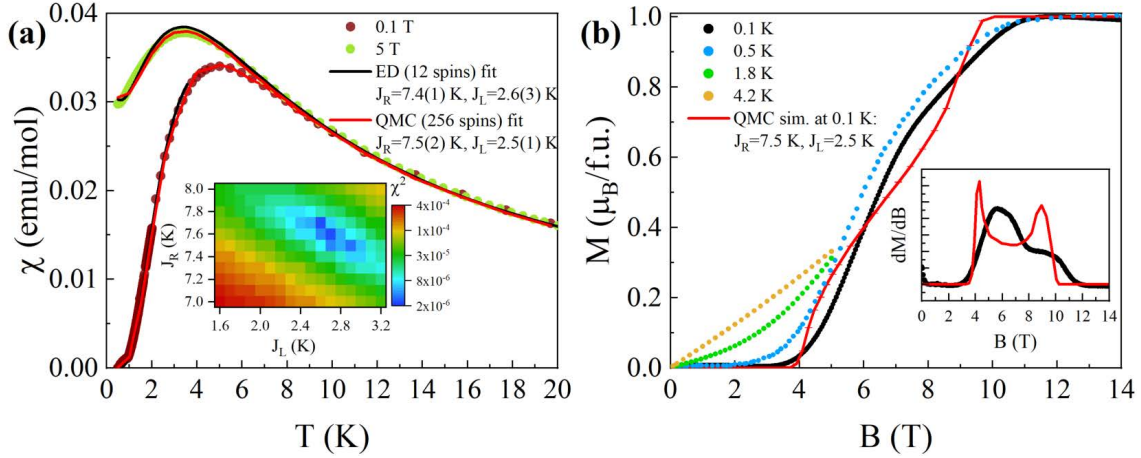 (a)
0.04
0.03
0.02
0.01
0.00
χ (emu/mol)
0.1 T
5 T
ED (12 spins) fit
J_R=7.4(1) K, J_L=2.6(3) K
QMC (256 spins) fit
J_R=7.5(2) K, J_L=2.5(1) K
χ²
8.0
7.8
7.6
7.4
7.2
7.0
J_R (K)
4x10⁻⁴
1x10⁻⁴
3x10⁻⁵
8x10⁻⁶
2x10⁻⁶
1.6 2.0 2.4 2.8 3.2
J_L (K)
0 2 4 6 8 10 12 14 16 18 20
T (K)
(b)
1.0
0.8
0.6
0.4
0.2
0.0
M (μ_B/f.u.)
0.1 K
0.5 K
1.8 K
4.2 K
QMC sim. at 0.1 K:
J_R=7.5 K, J_L=2.5 K
dM/dB
0 2 4 6 8 10 12 14
B (T)
0 2 4 6 8 10 12 14
B (T)